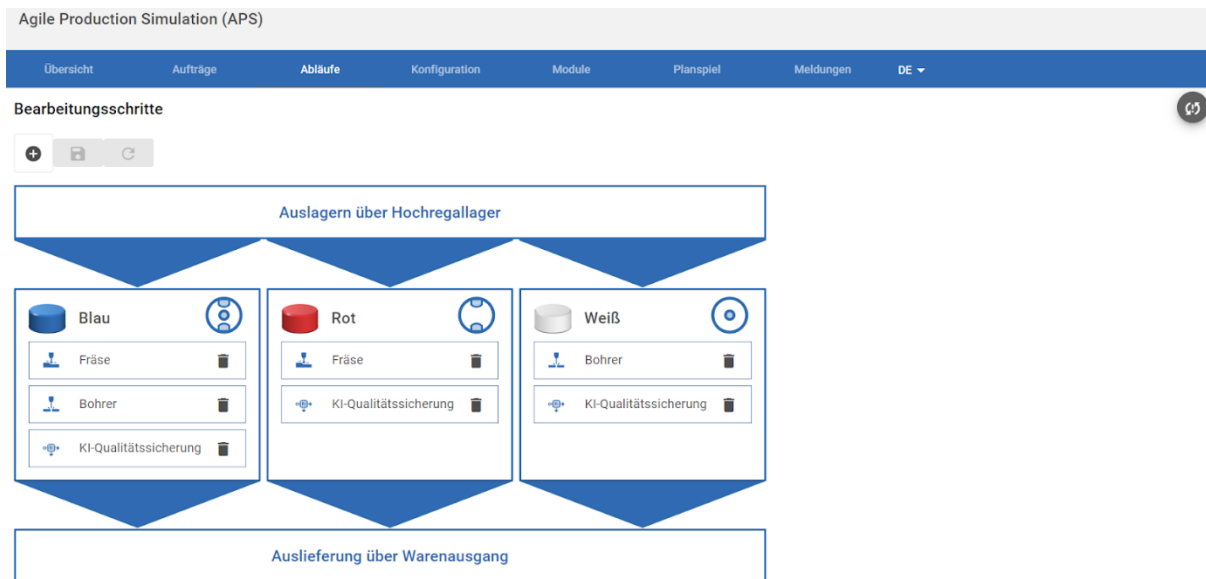 Agile Production Simulation (APS)
Übersicht Aufträge Abläufe Konfiguration Module Planspiel Meldungen DE
Bearbeitungsschritte
Auslagern über Hochregallager
Blau
Fräse
Bohrer
KI-Qualitätssicherung
Rot
Fräse
KI-Qualitätssicherung
Weiß
Bohrer
KI-Qualitätssicherung
Auslieferung über Warenausgang